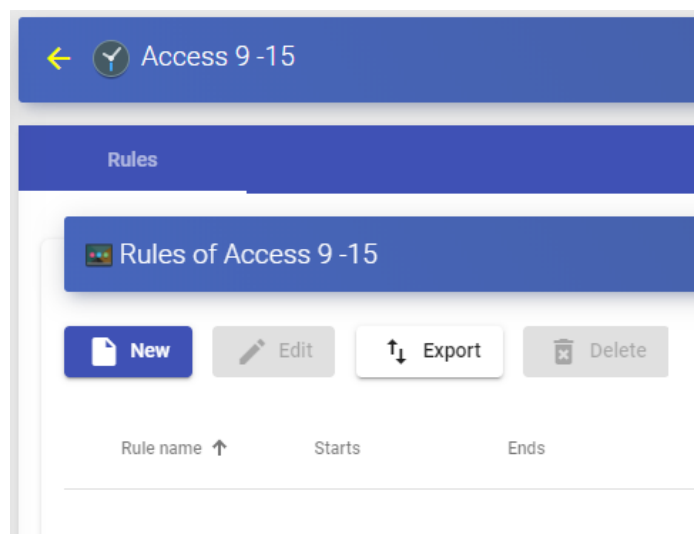 Access 9 -15
Rules
Rules of Access 9 -15
New Edit Export Delete
Rule name Starts Ends